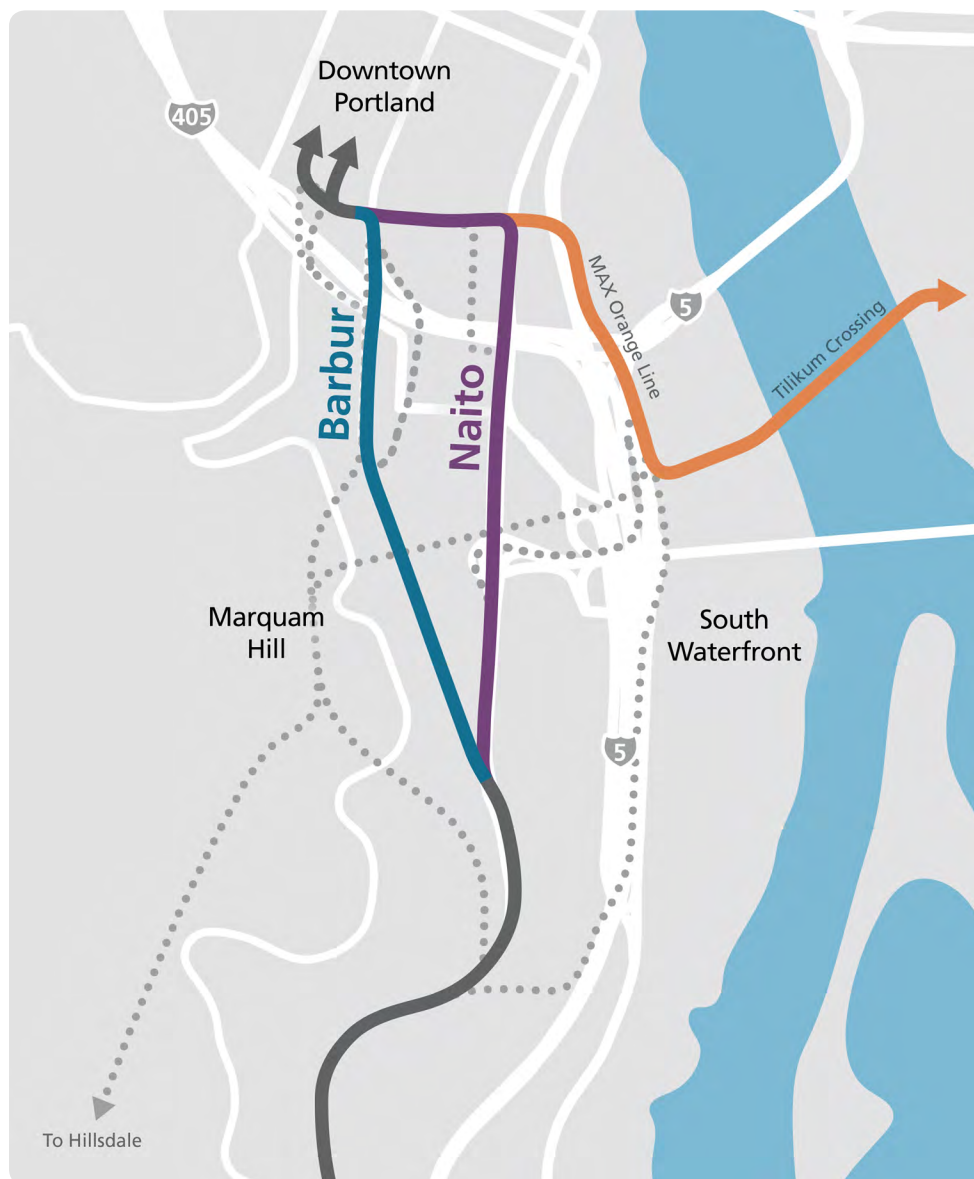 Downtown
Portland
405
MAX Orange Line
5
Tilikum Crossing
Barbur
Naito
Marquam
Hill
South
Waterfront
5
To Hillsdale